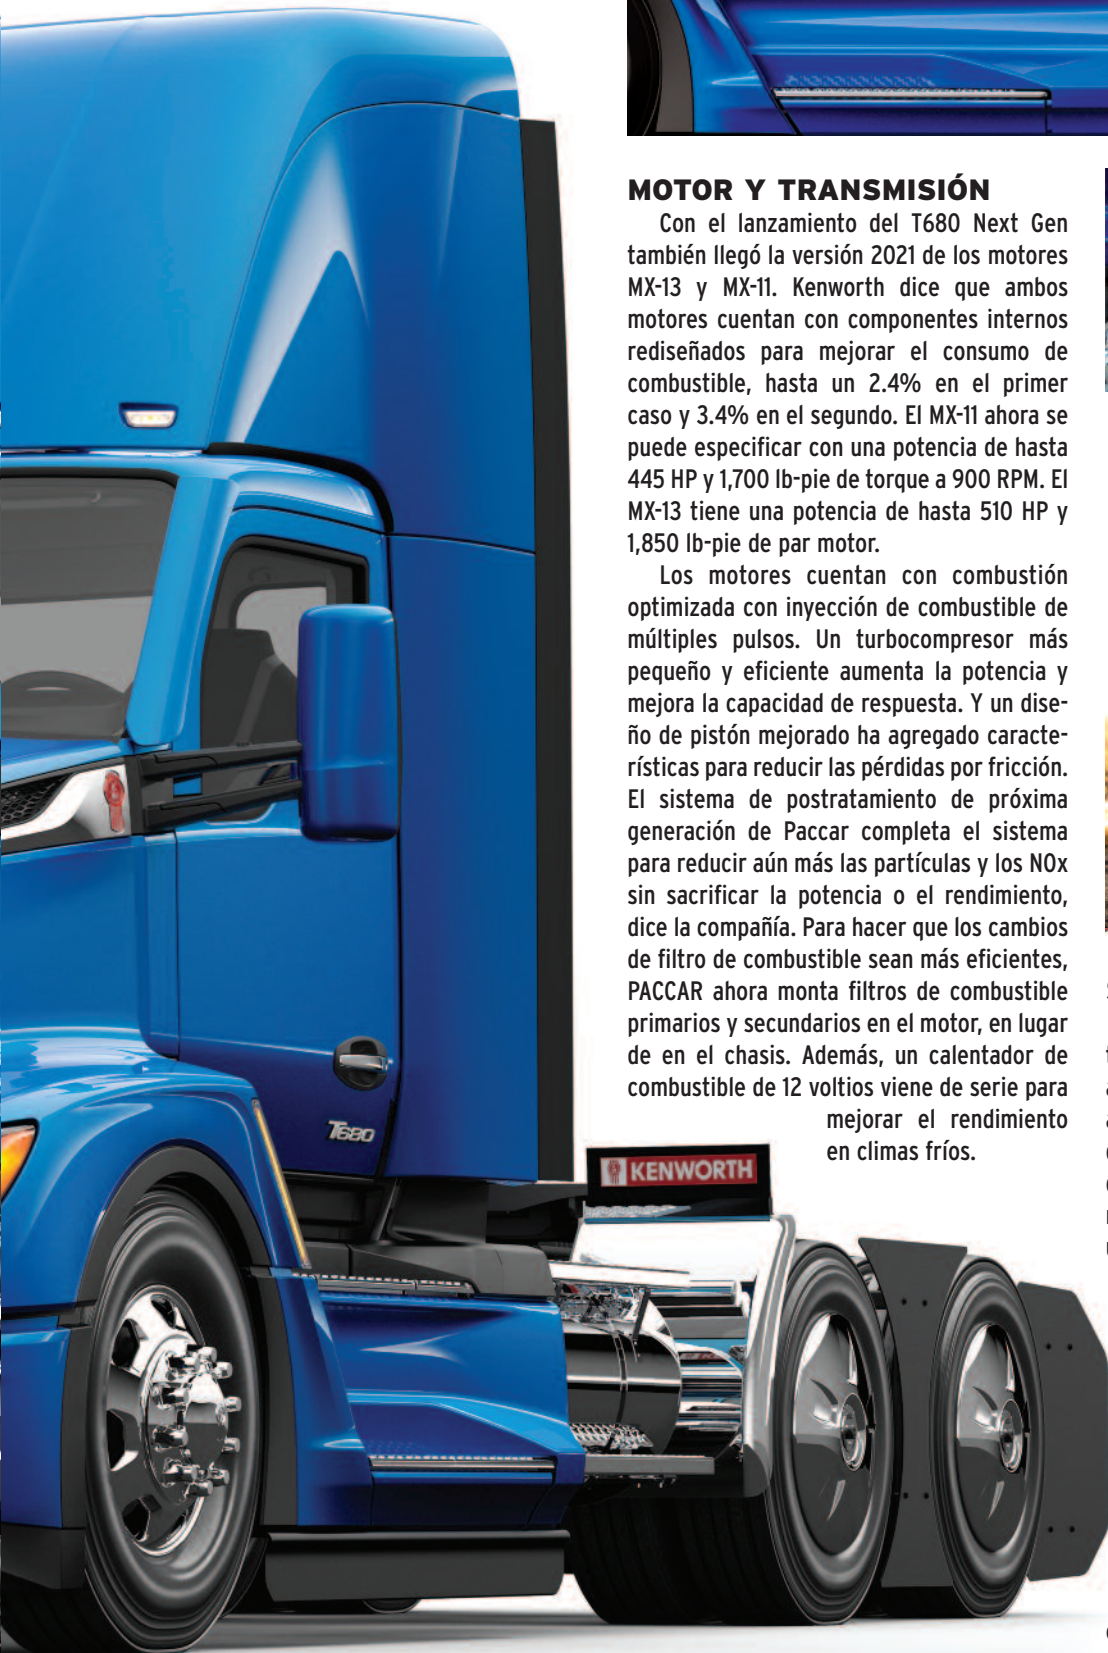 MOTOR Y TRANSMISIÓN
Con el lanzamiento del T680 Next Gen
también llegó la versión 2021 de los motores
MX-13 y MX-11. Kenworth dice que ambos
motores cuentan con componentes internos
rediseñados para mejorar el consumo de
combustible, hasta un 2.4% en el primer
caso y 3.4% en el segundo. El MX-11 ahora se
puede especificar con una potencia de hasta
445 HP y 1,700 lb-pie de torque a 900 RPM. El
MX-13 tiene una potencia de hasta 510 HP y
1,850 lb-pie de par motor.
Los motores cuentan con combustión
optimizada con inyección de combustible de
múltiples pulsos. Un turbocompresor más
pequeño y eficiente aumenta la potencia y
mejora la capacidad de respuesta. Y un dise-
ño de pistón mejorado ha agregado caracte-
rísticas para reducir las pérdidas por fricción.
El sistema de postratamiento de próxima
generación de Paccar completa el sistema
para reducir aún más las partículas y los NOx
sin sacrificar la potencia o el rendimiento,
dice la compañía. Para hacer que los cambios
de filtro de combustible sean más eficientes,
PACCAR ahora monta filtros de combustible
primarios y secundarios en el motor, en lugar
de en el chasis. Además, un calentador de
combustible de 12 voltios viene de serie para
mejorar el rendimiento
en climas fríos.
T680
KENWORTH